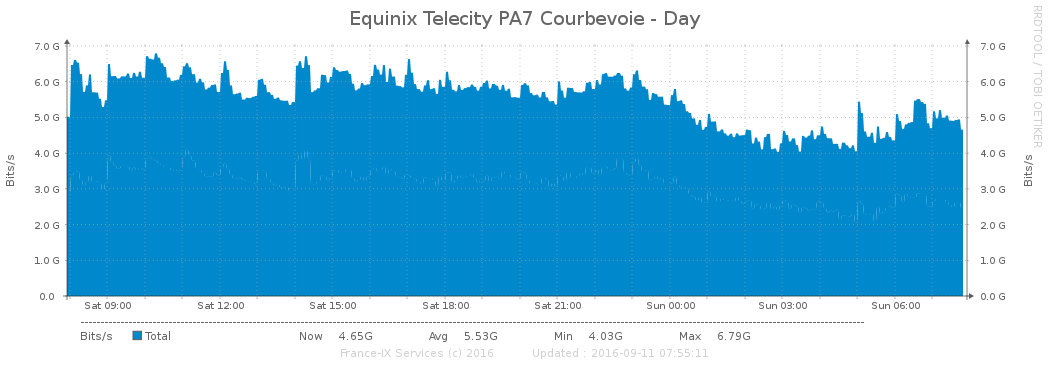 Equinix Telecity PA7 Courbevoie - Day
RRDTOOL / TOBI OETIKER
Bits/s
7.0 G
6.0 G
5.0 G
4.0 G
3.0 G
2.0 G
1.0 G
0.0
7.0 G
6.0 G
5.0 G
4.0 G
3.0 G
2.0 G
1.0 G
0.0 G
Bits/s
Sat 09:00 Sat 12:00 Sat 15:00 Sat 18:00 Sat 21:00 Sun 00:00 Sun 03:00 Sun 06:00
Bits/s Total Now 4.65G Avg 5.53G Min 4.03G Max 6.79G
France-IX Services (c) 2016 Updated : 2016-09-11 07:55:11